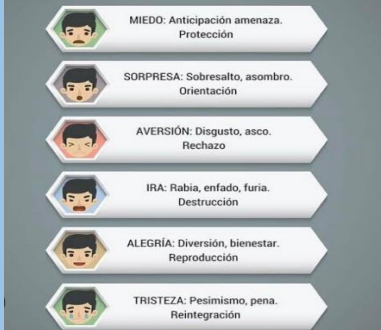 MIEDO: Anticipación amenaza.
Protección
SORPRESA: Sobresalto, asombro.
Orientación
AVERSIÓN: Disgusto, asco.
Rechazo
IRA: Rabia, enfado, furia.
Destrucción
ALEGRÍA: Diversión, bienestar.
Reproducción
TRISTEZA: Pesimismo, pena.
Reintegración